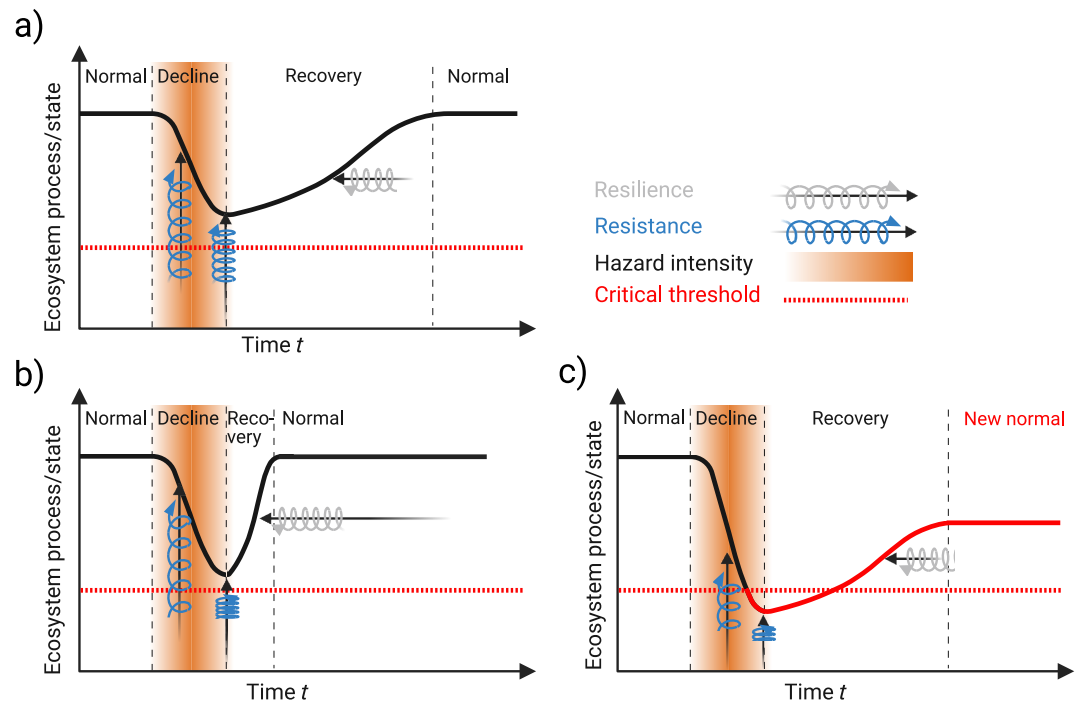 a)
Normal
Decline
Recovery
Normal
Ecosystem process/state
Time t
Resilience
Resistance
Hazard intensity
Critical threshold
b)
Normal
Decline
Reco-
very
Normal
Ecosystem process/state
Time t
c)
Normal
Decline
Recovery
New normal
Ecosystem process/state
Time t